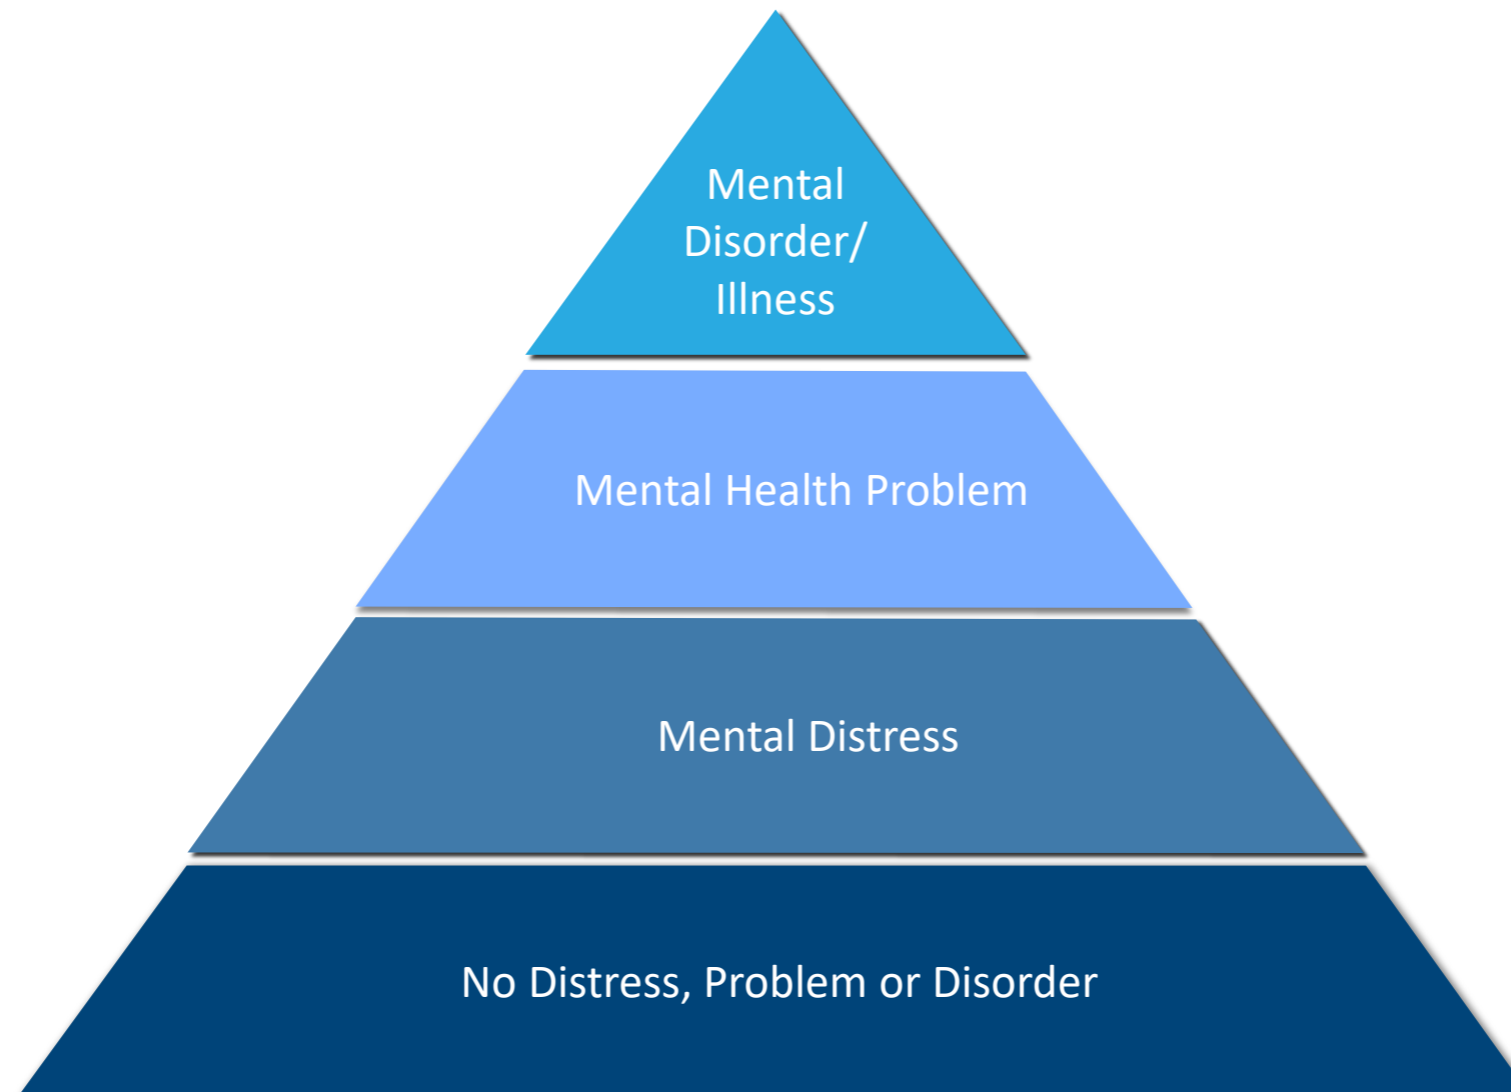 Mental
Disorder/
Illness
Mental Health Problem
Mental Distress
No Distress, Problem or Disorder